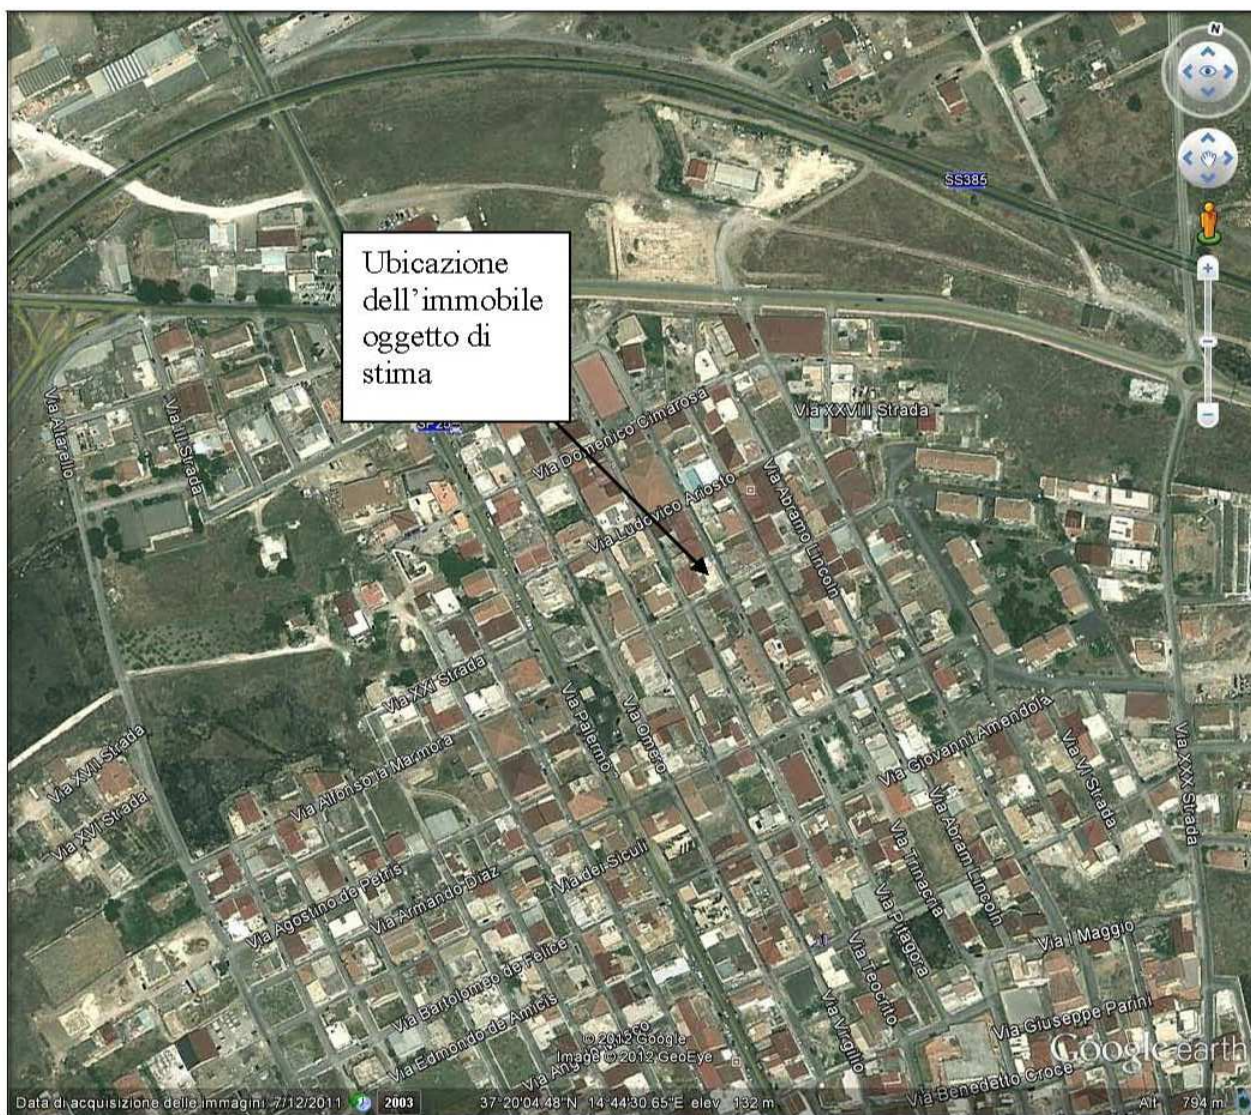 N
SS385
Ubicazione
dell’immobile
oggetto di
stima
Via Alfarello
Via III Strada
Via Domenico Cimarosa
Via XXVIII Strada
Via Ludovico Ariosto
Via Abramo Lincoln
Via XXI Strada
Via Palermo
Via Omero
Via XVII Strada
Via XVI Strada
Via Alfonso la Marmora
Via Giovanni Amendola
Via VI Strada
Via XXX Strada
Via Abram Lincoln
Via Trinacria
Via dei Siculi
Via Agostino de Petris
Via Armando Diaz
Via Pitagora
Via I Maggio
Via Teocrito
Via Bartolomeo de Felice
Via Edmondo de Amicis
Via Virgilio
Via Giuseppe Parini
Via Benedetto Croce
© 2012 Google
Image © 2012 GeoEye
Google earth
Data di acquisizione delle immagini: 7/12/2011 2003 37°20'04.48"N 14°44'30.65"E elev 132 m Alt 794 m